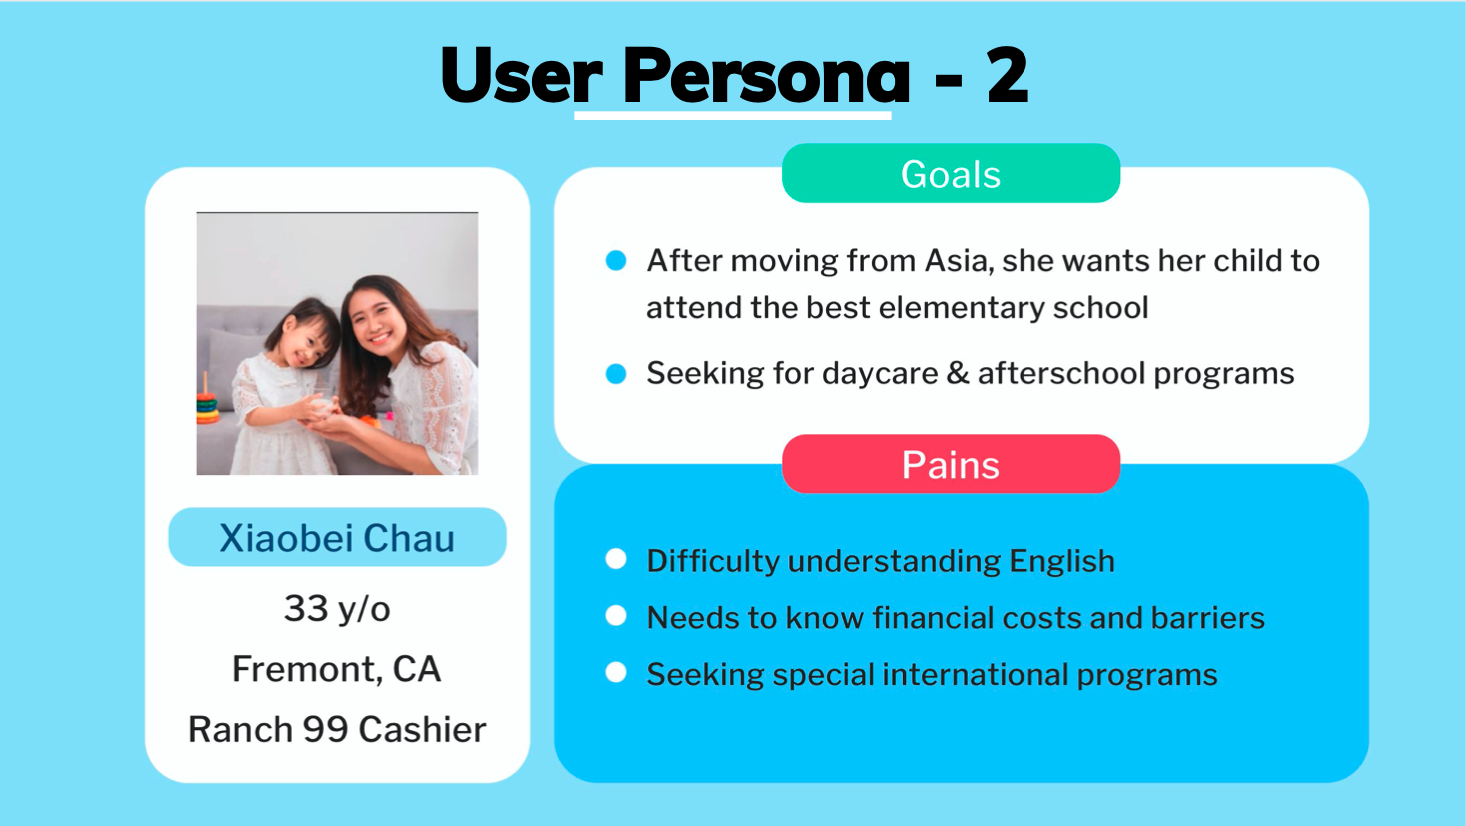 User Persona - 2
Goals
After moving from Asia, she wants her child to
attend the best elementary school
Seeking for daycare & afterschool programs
Pains
Difficulty understanding English
Needs to know financial costs and barriers
Seeking special international programs
Xiaobei Chau
33 y/o
Fremont, CA
Ranch 99 Cashier